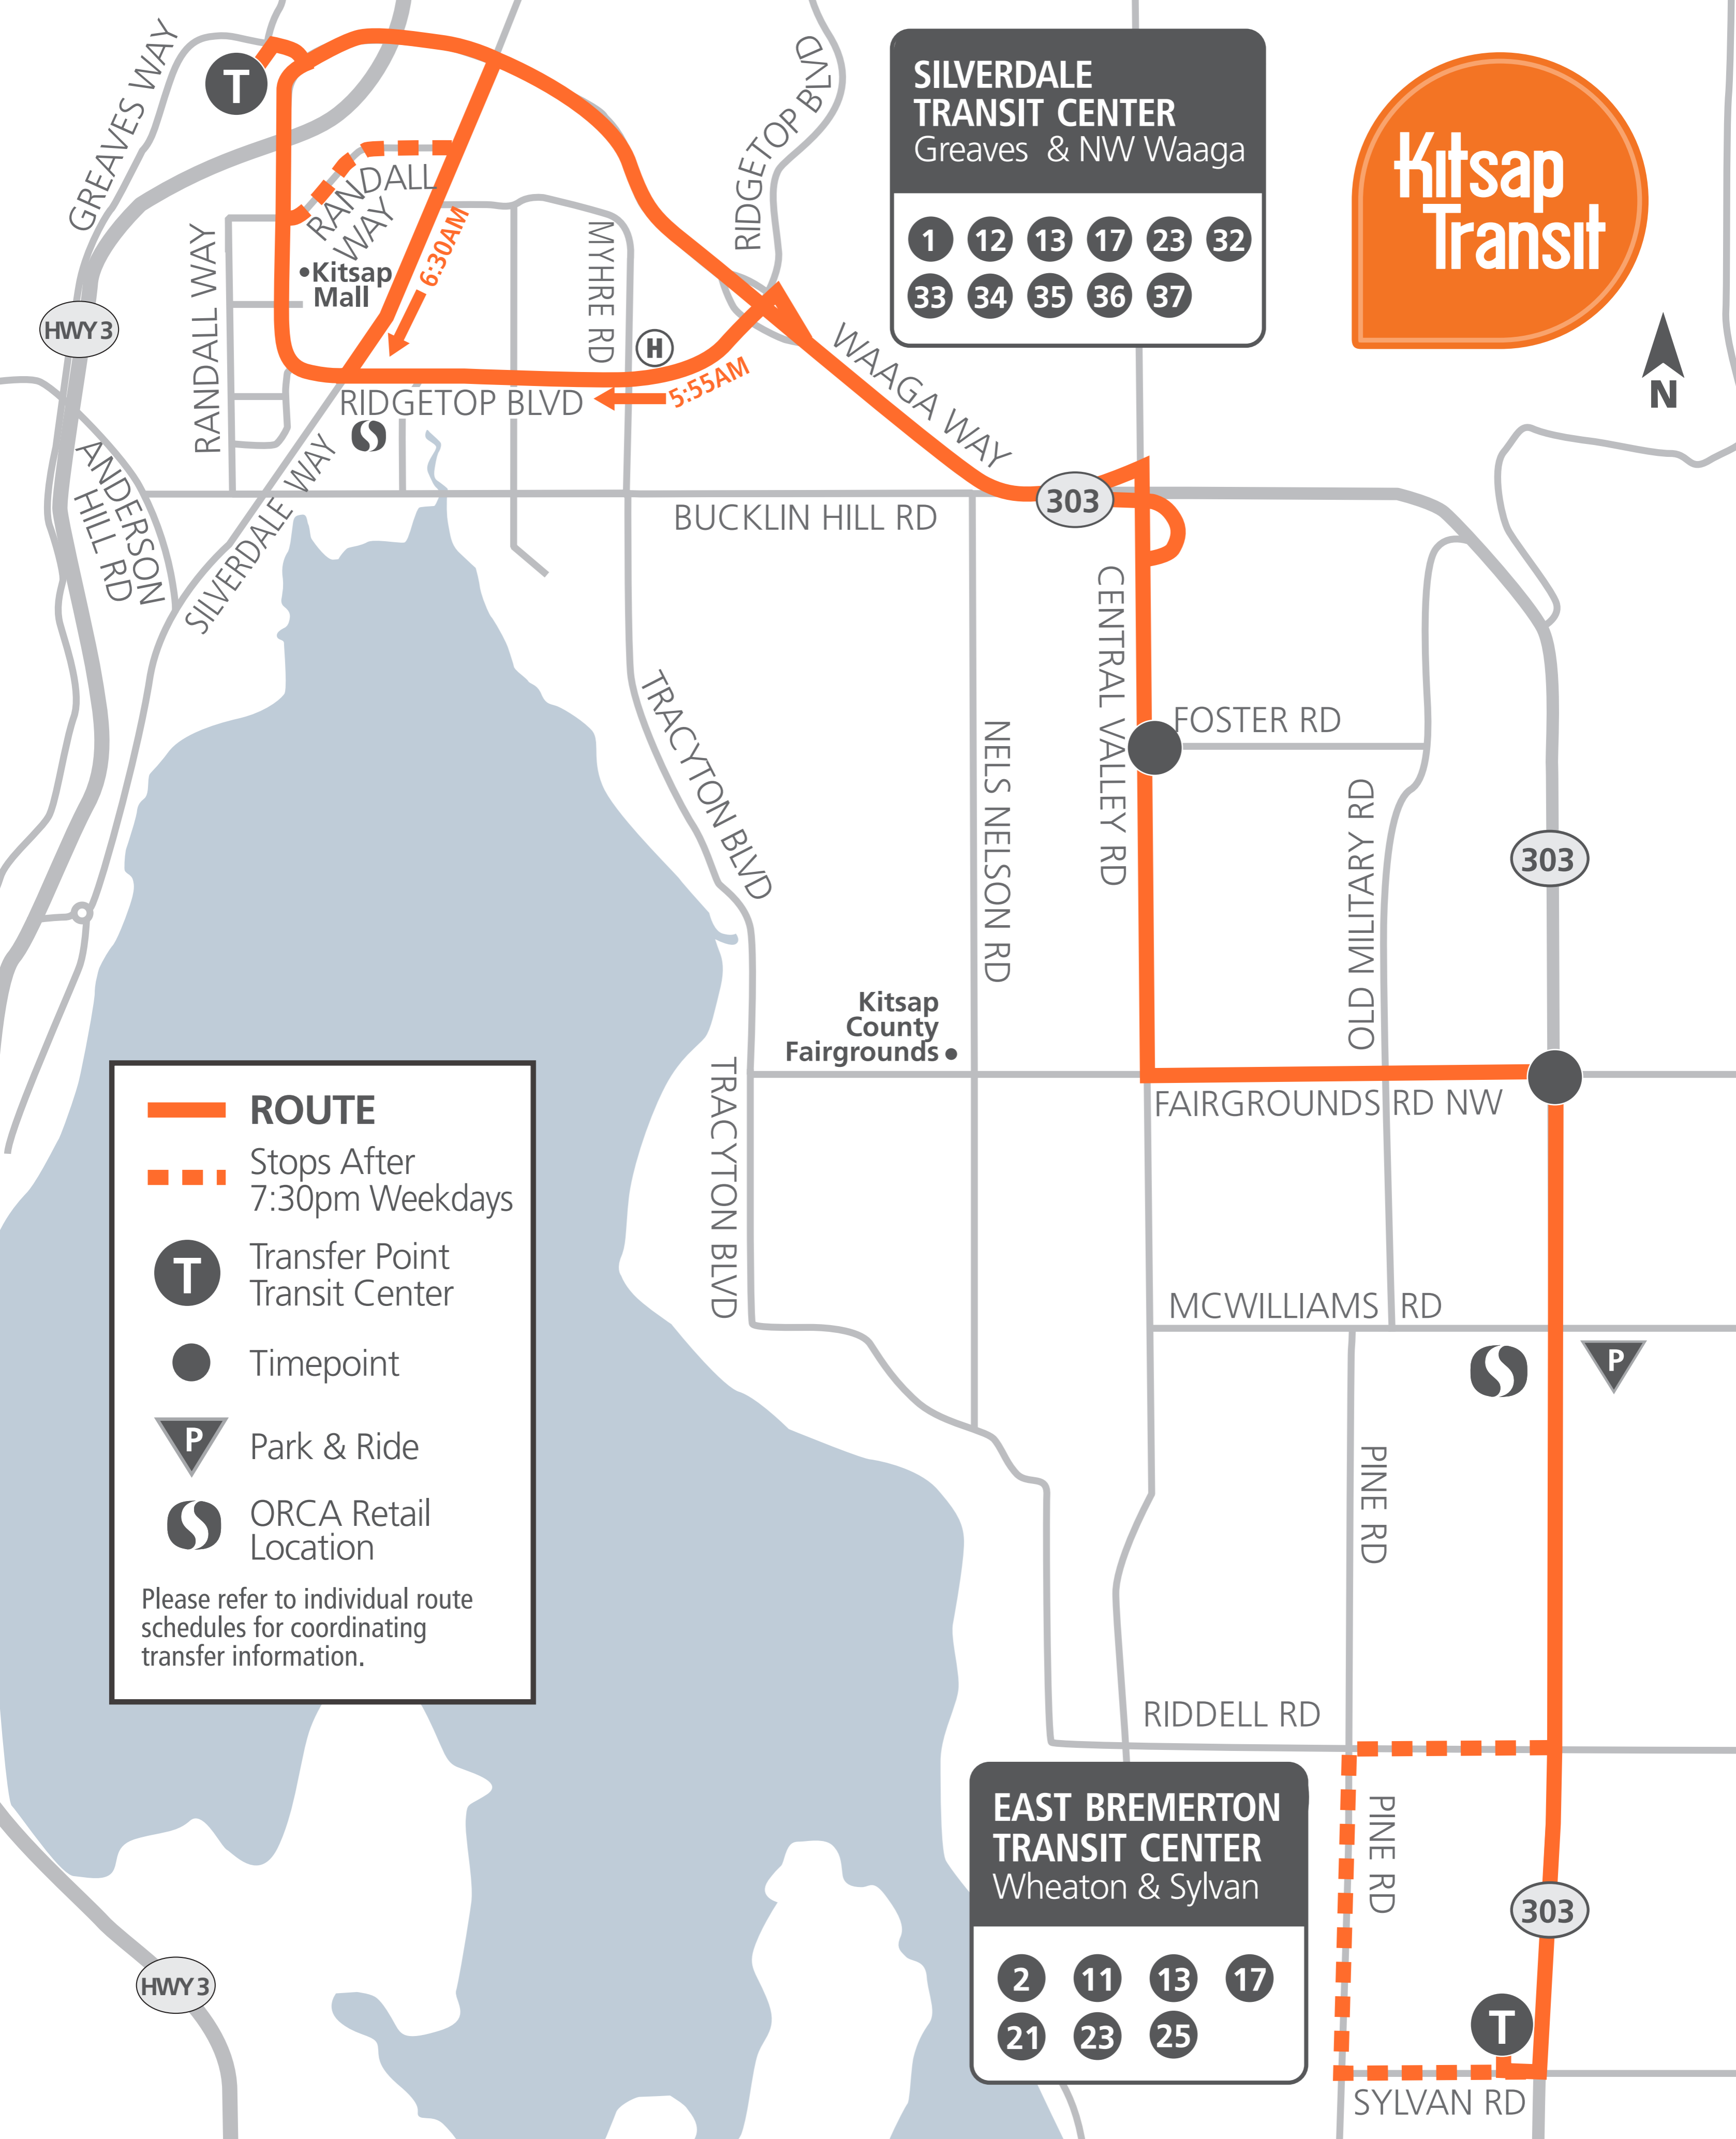 GREAVES WAY
T
RIDGETOP BLVD
SILVERDALE
TRANSIT CENTER
Greaves & NW Waaga
1 12 13 17 23 32
33 34 35 36 37
Kitsap
Transit
N
RANDALL
WAY
6:30AM
Kitsap
Mall
RANDALL WAY
MYHRE RD
HWY 3
H
5:55AM
RIDGETOP BLVD
WAAGA WAY
ANDERSON
HILL RD
SILVERDALE WAY
BUCKLIN HILL RD
303
CENTRAL VALLEY RD
FOSTER RD
TRACYTON BLVD
NELS NELSON RD
OLD MILITARY RD
303
Kitsap
County
Fairgrounds
FAIRGROUNDS RD NW
TRACYTON BLVD
ROUTE
Stops After
7:30pm Weekdays
T
Transfer Point
Transit Center
Timepoint
P
Park & Ride
ORCA Retail
Location
Please refer to individual route
schedules for coordinating
transfer information.
MCWILLIAMS RD
P
PINE RD
RIDDELL RD
EAST BREMERTON
TRANSIT CENTER
Wheaton & Sylvan
2 11 13 17
21 23 25
PINE RD
303
HWY 3
T
SYLVAN RD